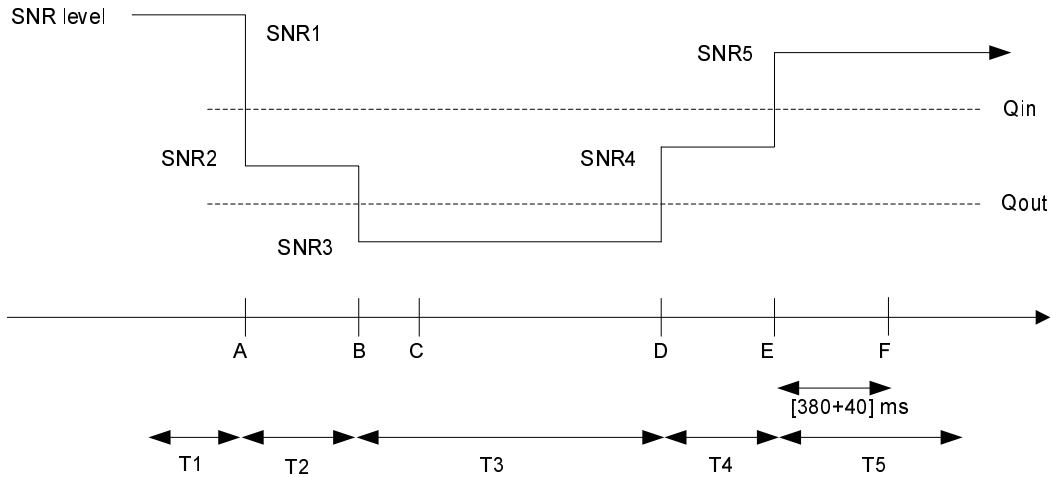 SNR level
SNR1
SNR5
Qin
SNR2
SNR4
Qout
SNR3
A
B
C
D
E
F
[380+40] ms
T1
T2
T3
T4
T5